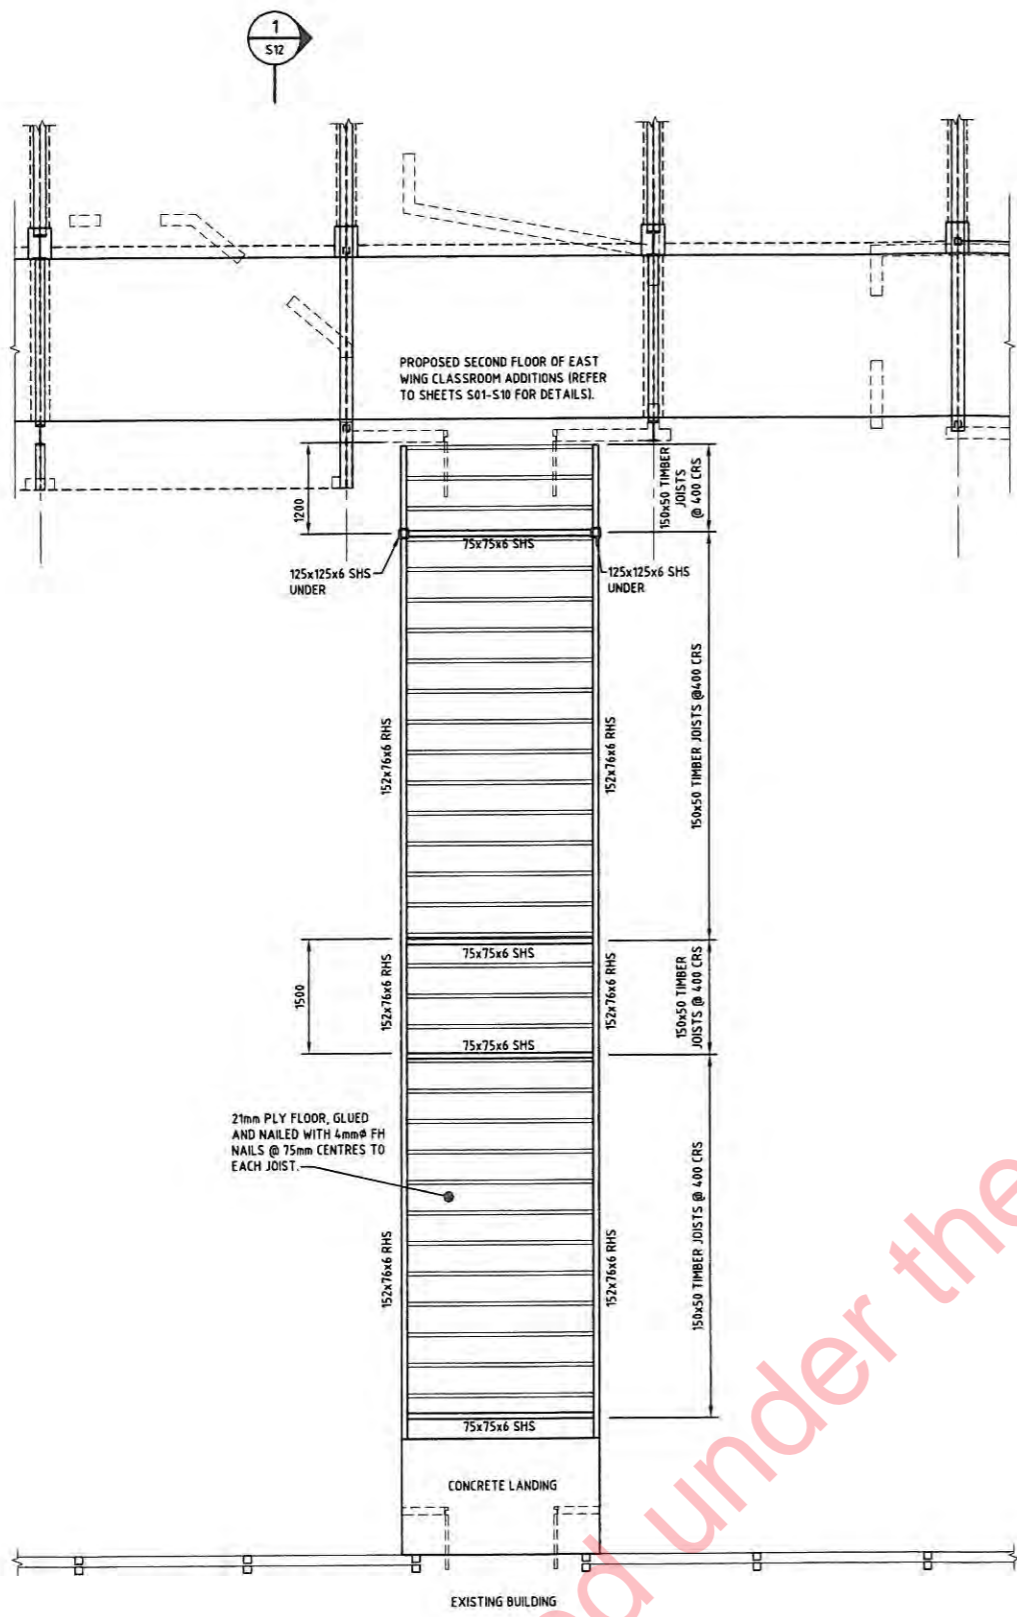 1
S12
PROPOSED SECOND FLOOR OF EAST
WING CLASSROOM ADDITIONS (REFER
TO SHEETS S01-S10 FOR DETAILS).
1200
150x50 TIMBER
JOISTS
@ 400 CRS
75x75x6 SHS
125x125x6 SHS
UNDER
125x125x6 SHS
UNDER
152x76x6 RHS
152x76x6 RHS
150x50 TIMBER JOISTS @400 CRS
75x75x6 SHS
1500
152x76x6 RHS
152x76x6 RHS
150x50 TIMBER
JOISTS @ 400 CRS
75x75x6 SHS
21mm PLY FLOOR, GLUED
AND NAILED WITH 4mmø FH
NAILS @ 75mm CENTRES TO
EACH JOIST.
152x76x6 RHS
152x76x6 RHS
150x50 TIMBER JOISTS @ 400 CRS
75x75x6 SHS
CONCRETE LANDING
EXISTING BUILDING
ed under the